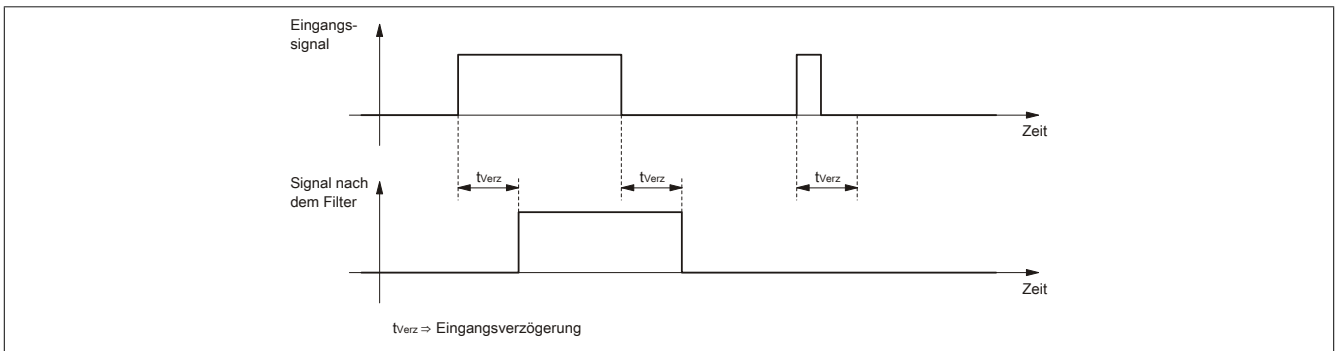 Eingangs-
signal
Zeit
Signal nach
dem Filter
tVerz
tVerz
tVerz
Zeit
tVerz ⇒ Eingangsverzögerung